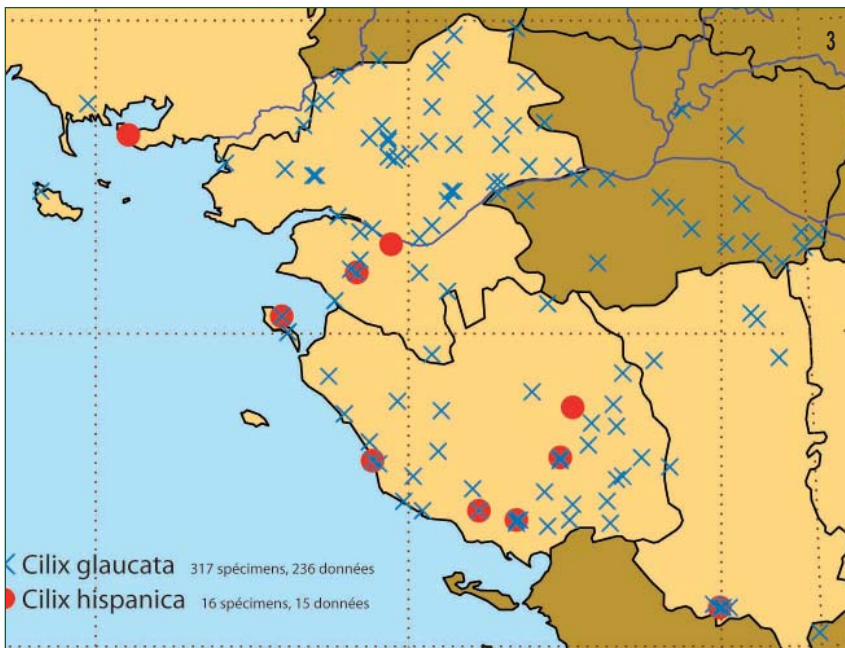 3
Cilix glaucata 317 spécimens, 236 données
Cilix hispanica 16 spécimens, 15 données